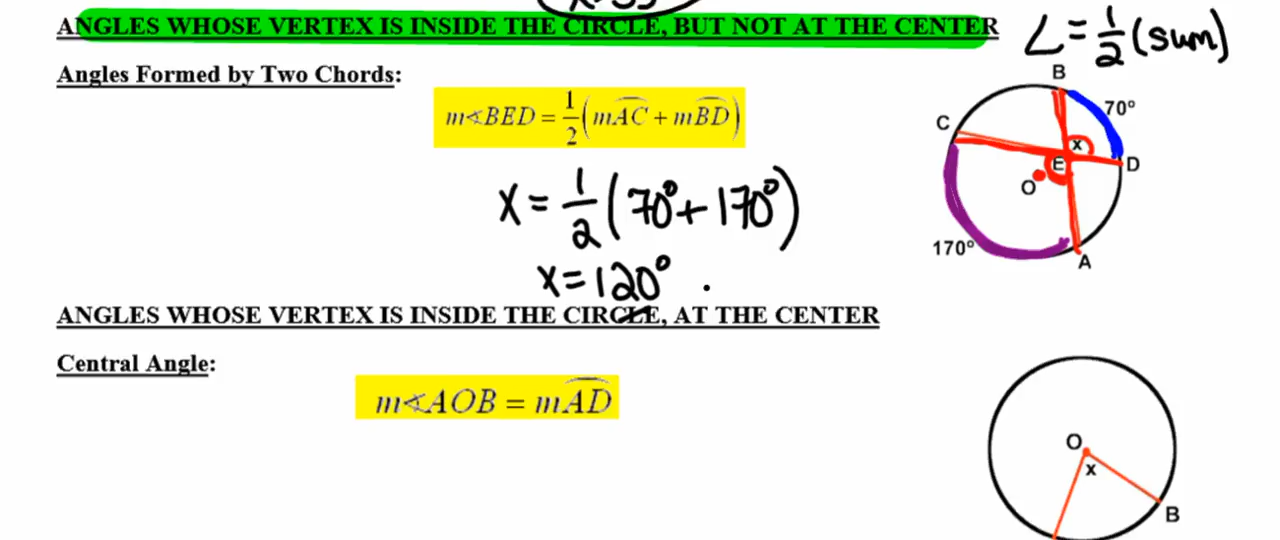 ANGLES WHOSE VERTEX IS INSIDE THE CIRCLE, BUT NOT AT THE CENTER
∠ = 1/2 (sum)
Angles Formed by Two Chords:
m∢BED = 1/2 (mAC + mBD)
B
70°
C
x
E
D
O
170°
A
x = 1/2 (70° + 170°)
x = 120°
ANGLES WHOSE VERTEX IS INSIDE THE CIRCLE, AT THE CENTER
Central Angle:
m∢AOB = mAD
O
x
B